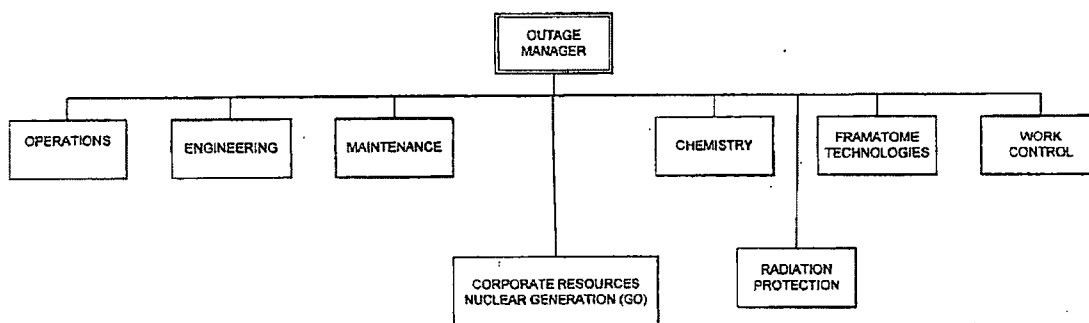 OUTAGE
MANAGER
OPERATIONS
ENGINEERING
MAINTENANCE
CHEMISTRY
FRAMATOME
TECHNOLOGIES
WORK
CONTROL
CORPORATE RESOURCES
NUCLEAR GENERATION (GO)
RADIATION
PROTECTION